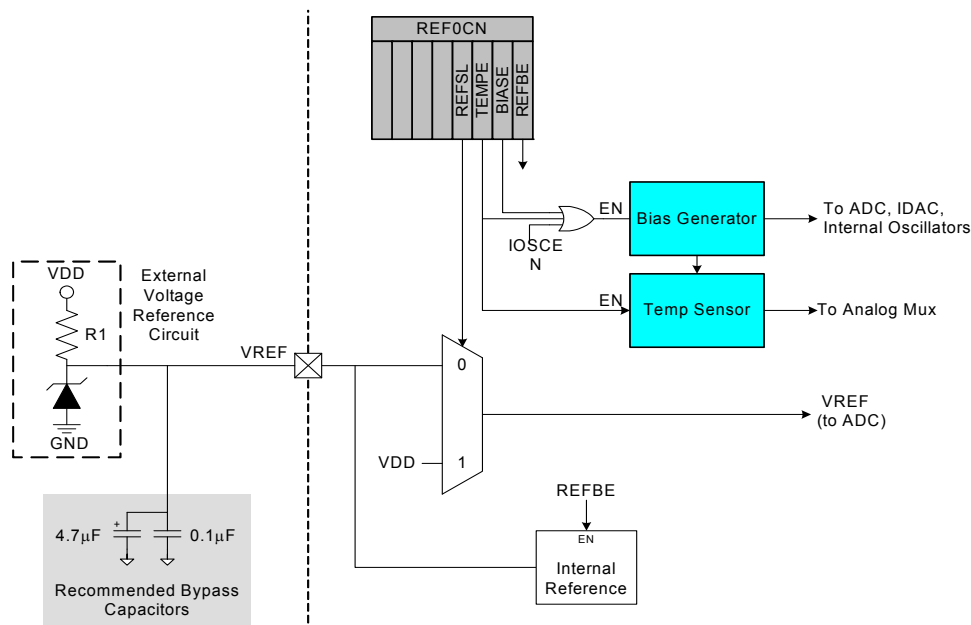 REF0CN
REFSL
TEMPE
BIASE
REFBE
EN
Bias Generator
To ADC, IDAC,
Internal Oscillators
IOSCE
N
EN
Temp Sensor
To Analog Mux
VDD
External
Voltage
Reference
Circuit
R1
GND
VREF
0
1
VDD
VREF
(to ADC)
REFBE
EN
Internal
Reference
4.7µF
+
0.1µF
Recommended Bypass
Capacitors